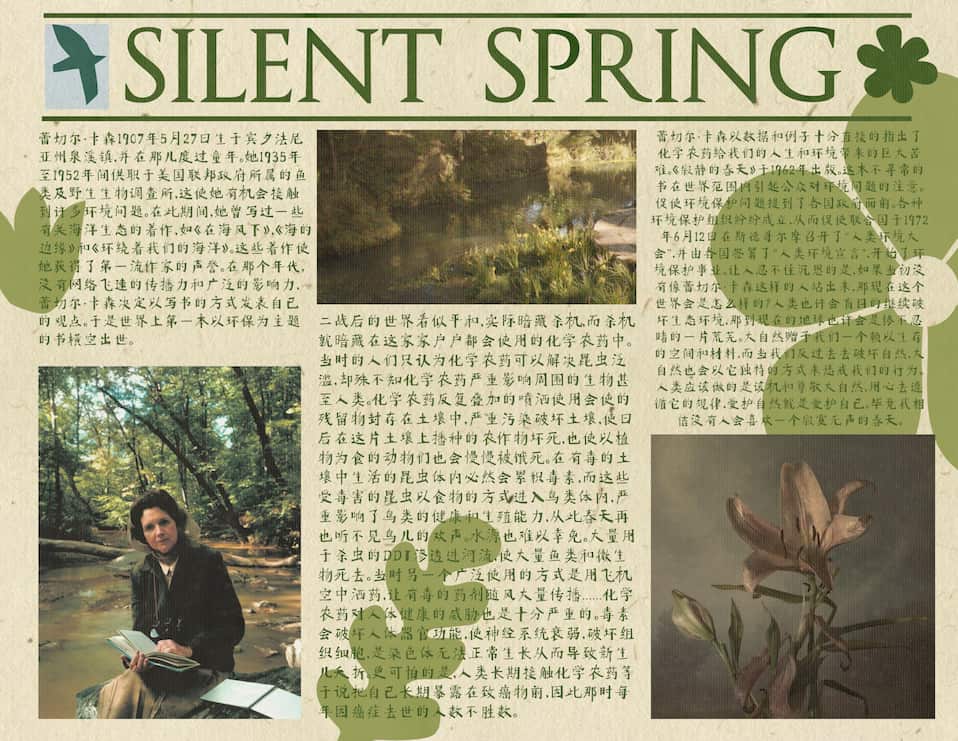 SILENT SPRING
蕾切尔·卡森1907年5月27日生于宾夕法尼
亚州泉溪镇,并在那儿度过童年。她1935年
至1952年间供职于美国联邦政府所属的鱼
类及野生生物调查所,这使她有机会接触
到许多环境问题。在此期间,她曾写过一些
有关海洋生态的著作,如《在海风下》,《海的
边缘》和《环绕着我们的海洋》。这些著作使
她获得了第一流作家的声誉。在那个年代,
没有网络飞速的传播力和广泛的影响力,
蕾切尔·卡森决定以写书的方式发表自己
的观点。于是世界上第一本以环保为主题
的书横空出世。
二战后的世界看似平和,实际暗藏杀机,而杀机
就暗藏在这家家户户都会使用的化学农药中。
当时的人们只认为化学农药可以解决昆虫泛
滥,却殊不知化学农药严重影响周围的生物甚
至人类。化学农药反复叠加的喷洒使用会使的
残留物封存在土壤中,严重污染破坏土壤,使日
后在这片土壤上播种的农作物坏死,也使以植
物为食的动物们也会慢慢被饿死。在有毒的土
壤中生活的昆虫体内必然会累积毒素,而这些
受毒害的昆虫以食物的方式进入鸟类体内,严
重影响了鸟类的健康和生殖能力,从此春天再
也听不见鸟儿的欢声。水源也难以幸免。大量用
于杀虫的DDT渗透进河流,使大量鱼类和微生
物死去。当时另一个广泛使用的方式是用飞机
空中洒药,让有毒的药剂随风大量传播……化学
农药对人体健康的威胁也是十分严重的。毒素
会破坏人体器官功能,使神经系统衰弱,破坏组
织细胞,是染色体无法正常生长从而导致新生
儿夭折,更可怕的是,人类长期接触化学农药等
于说把自己长期暴露在致癌物前,因此那时每
年因癌症去世的人数不胜数。
蕾切尔·卡森以数据和例子十分直接的指出了
化学农药给我们的人生和环境带来的巨大苦
难。《寂静的春天》于1962年出版,这本不寻常的
书在世界范围内引起公众对环境问题的注意,
促使环境保护问题提到了各国政府面前。各种
环境保护组织纷纷成立,从而促使联合国于1972
年6月12日在斯德哥尔摩召开了“人类环境大
会”,并由各国签署了“人类环境宣言”,开始了环
境保护事业。让人忍不住沉思的是,如果当初没
有像蕾切尔·卡森这样的人站出来,那现在这个
世界会是怎么样的?人类也许会盲目的继续破
坏生态环境,那到现在的地球也许会是惨不忍
睹的一片荒芜。大自然赠于我们一个赖以生存
的空间和材料,而当我们反过去去破坏自然,大
自然也会以它独特的方式来惩戒我们的行为。
人类应该做的是该敬和尊敬大自然,用心去遵
循它的规律,爱护自然就是爱护自己。毕竟我相
信没有人会喜欢一个寂寞无声的春天。